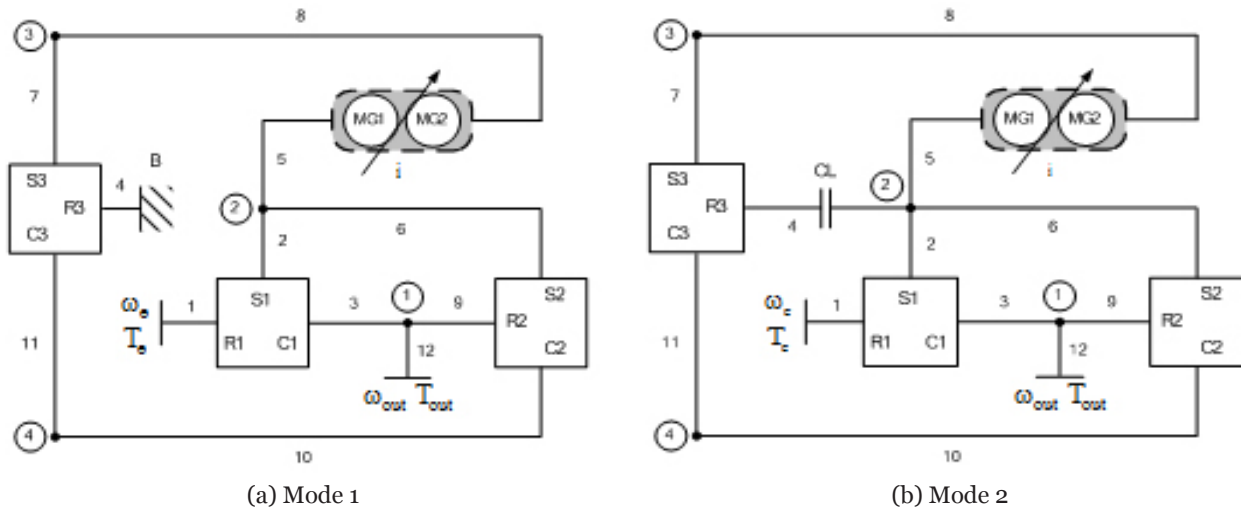 8
3
7
MG1 MG2
B
5
i
S3
4
R3
2
C3
6
2
ωe
1
S1
3
1
9
S2
Te
R1
C1
R2
11
12
C2
ωout Tout
4
10
(a) Mode 1
8
3
7
MG1 MG2
CL
5
i
S3
2
R3
C3
4
6
2
ωc
1
S1
3
1
9
S2
Tc
R1
C1
R2
11
12
C2
ωout Tout
4
10
(b) Mode 2